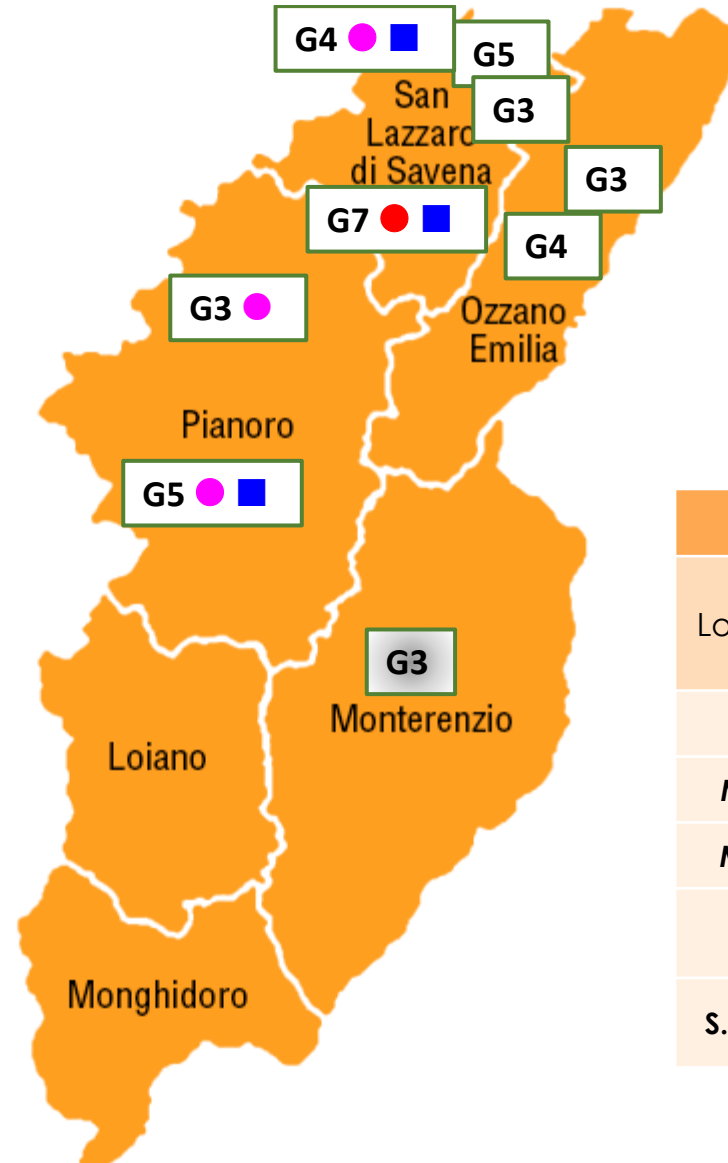 G4
G5
San
Lazzaro
di Savena
G3
G3
G7
G4
G3
Ozzano
Emilia
Pianoro
G5
G3
Monterenzio
Loiano
Monghidoro
S.